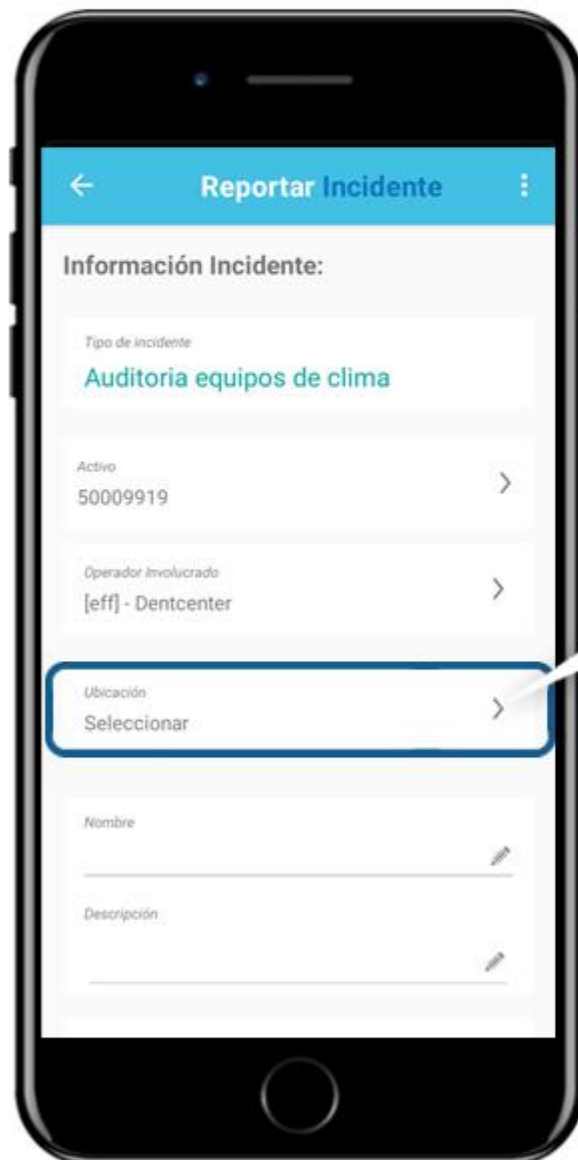 Reportar Incidente
Información Incidente:
Tipo de incidente
Auditoria equipos de clima
Activo
50009919
Operador Involucrado
[eff] - Dentcenter
Ubicación
Seleccionar
Nombre
Descripción